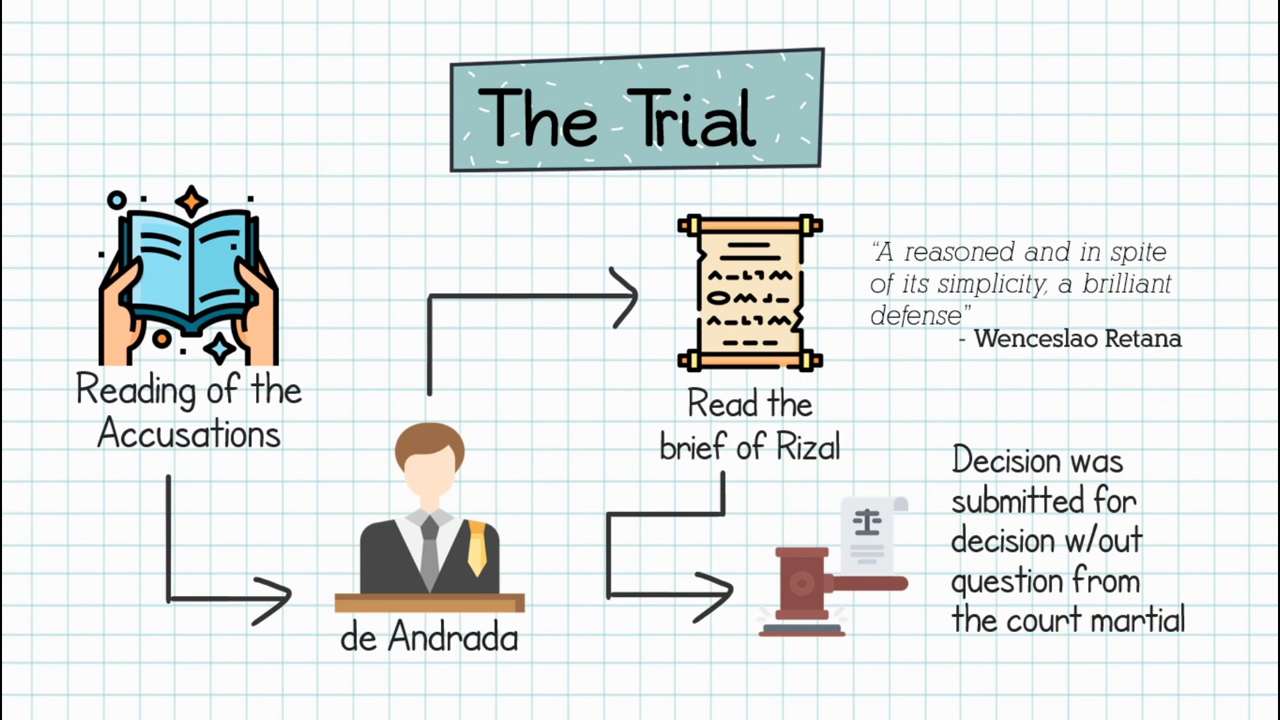 The Trial
Reading of the
Accusations
de Andrada
Read the
brief of Rizal
“A reasoned and in spite
of its simplicity, a brilliant
defense”
- Wenceslao Retana
Decision was
submitted for
decision w/out
question from
the court martial